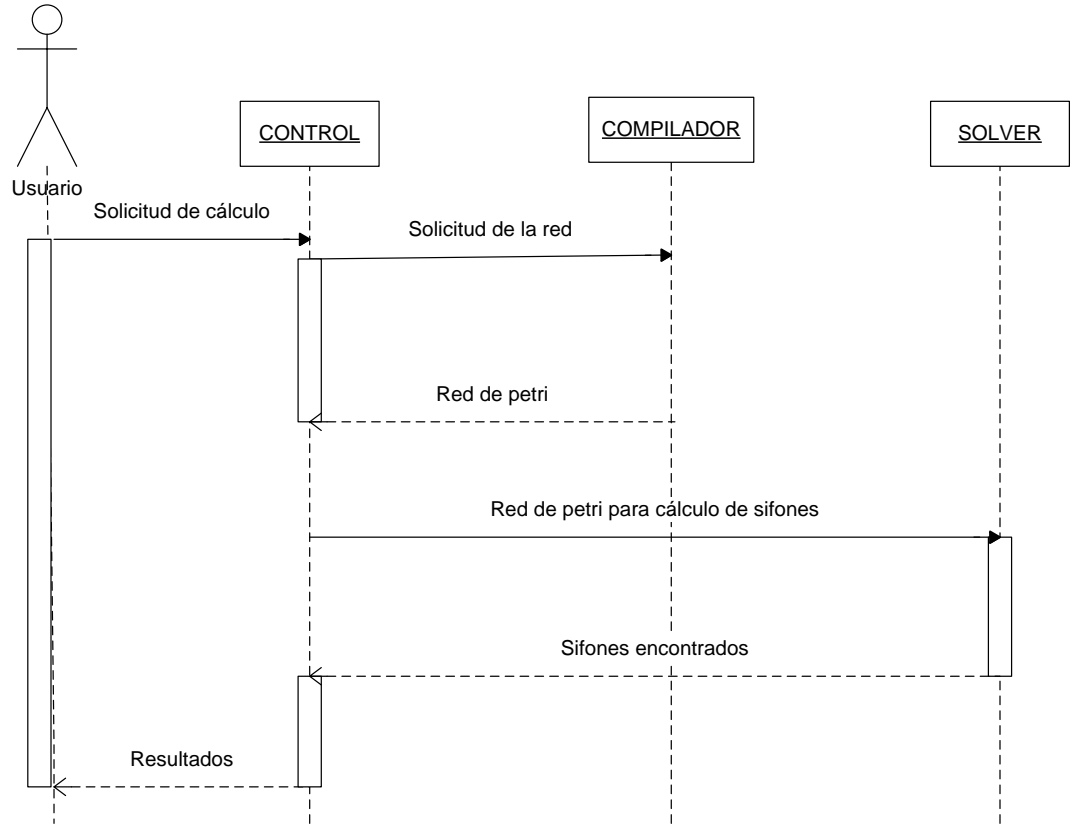 CONTROL
COMPILADOR
SOLVER
Usuario
Solicitud de cálculo
Solicitud de la red
Red de petri
Red de petri para cálculo de sifones
Sifones encontrados
Resultados